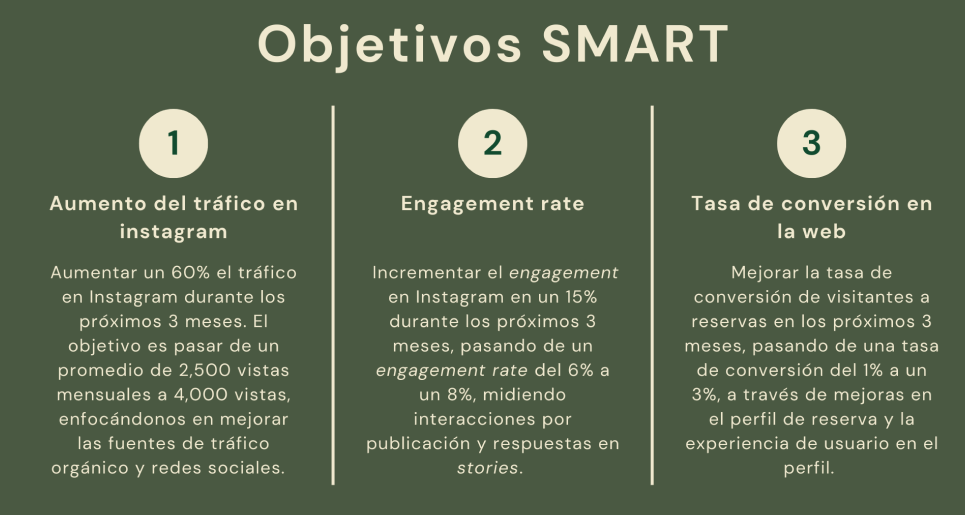 Objetivos SMART
1
Aumento del tráfico en
instagram
Aumentar un 60% el tráfico
en Instagram durante los
próximos 3 meses. El
objetivo es pasar de un
promedio de 2,500 vistas
mensuales a 4,000 vistas,
enfocándonos en mejorar
las fuentes de tráfico
orgánico y redes sociales.
2
Engagement rate
Incrementar el engagement
en Instagram en un 15%
durante los próximos 3
meses, pasando de un
engagement rate del 6% a
un 8%, midiendo
interacciones por
publicación y respuestas en
stories.
3
Tasa de conversión en
la web
Mejorar la tasa de
conversión de visitantes a
reservas en los próximos 3
meses, pasando de una tasa
de conversión del 1% a un
3%, a través de mejoras en
el perfil de reserva y la
experiencia de usuario en el
perfil.